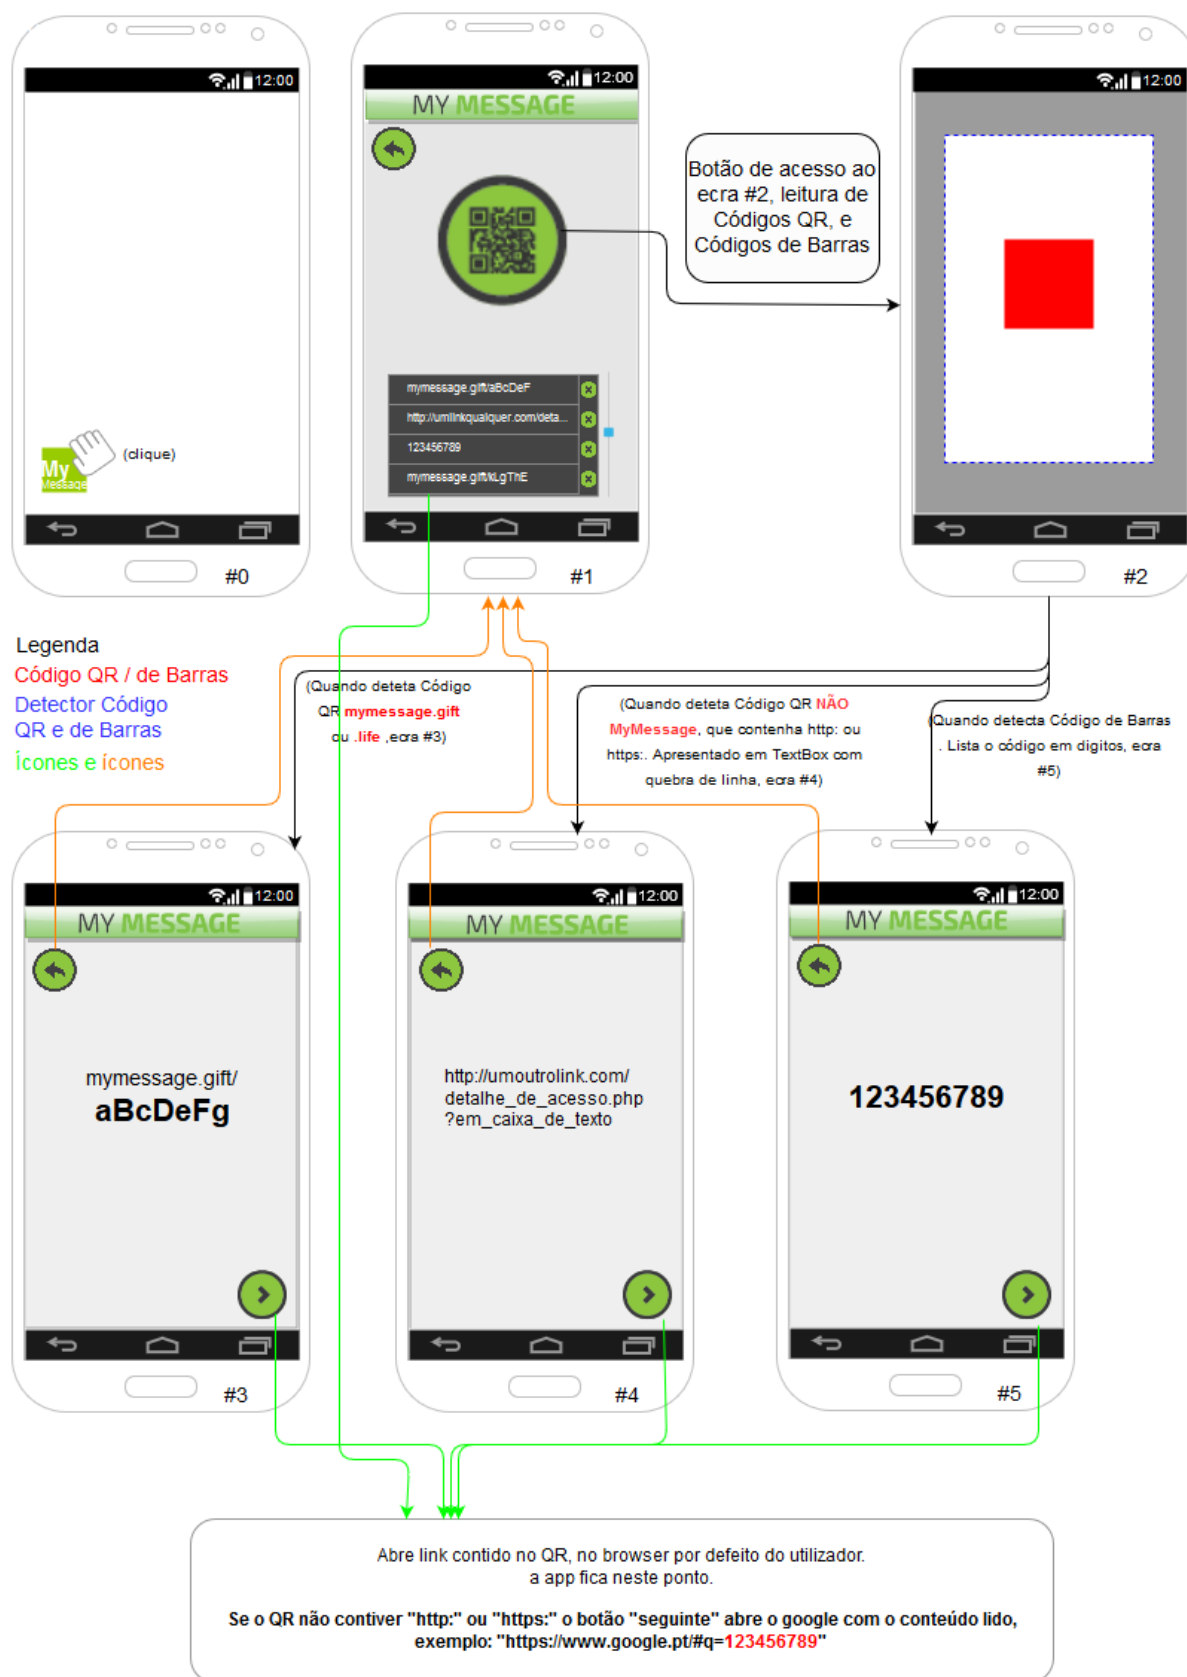 12:00
12:00
12:00
MY MESSAGE
Botão de acesso ao
ecra #2, leitura de
Códigos QR, e
Códigos de Barras
mymessage.gift/aBcDeF
http://umlinkqualquer.com/deta...
123456789
mymessage.gift/kLgThE
(clique)
My
Message
#0
#1
#2
Legenda
Código QR / de Barras
Detector Código
QR e de Barras
Ícones e ícones
(Quando deteta Código
QR mymessage.gift
ou .life ,ecra #3)
(Quando deteta Código QR NÃO
MyMessage, que contenha http: ou
https:. Apresentado em TextBox com
quebra de linha, ecra #4)
(Quando detecta Código de Barras
. Lista o código em digitos, ecra
#5)
12:00
12:00
12:00
MY MESSAGE
MY MESSAGE
MY MESSAGE
mymessage.gift/
aBcDeFg
http://umoutrolink.com/
detalhe_de_acesso.php
?em_caixa_de_texto
123456789
#3
#4
#5
Abre link contido no QR, no browser por defeito do utilizador.
a app fica neste ponto.
Se o QR não contiver "http:" ou "https:" o botão "seguinte" abre o google com o conteúdo lido,
exemplo: "https://www.google.pt/#q=123456789"